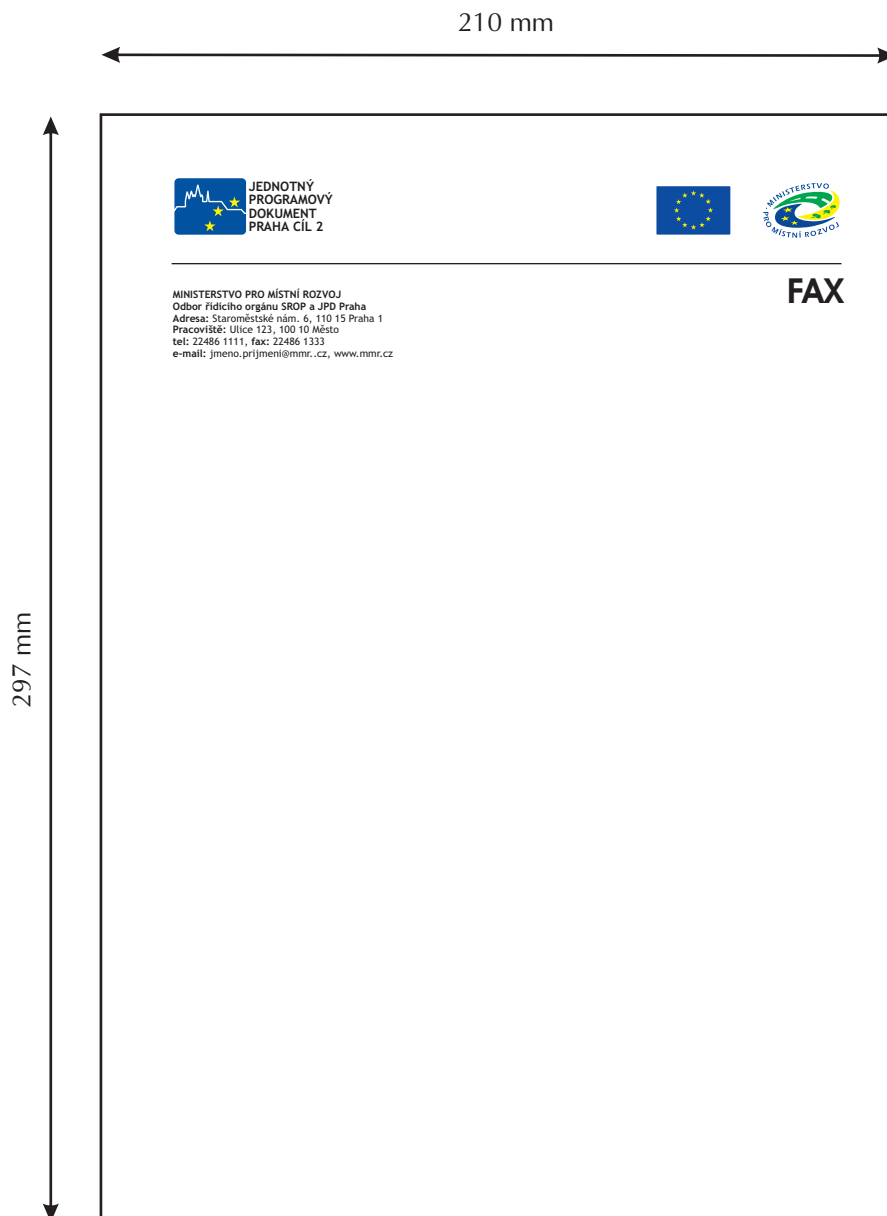 210 mm
JEDNOTNÝ
PROGRAMOVÝ
DOKUMENT
PRAHA CÍL 2
MINISTERSTVO
PRO MÍSTNÍ ROZVOJ
FAX
MINISTERSTVO PRO MÍSTNÍ ROZVOJ
Odbor řídicího orgánu SROP a JPD Praha
Adresa: Staroměstské nám. 6, 110 15 Praha 1
Pracoviště: Ulice 123, 100 10 Město
tel: 22486 1111, fax: 22486 1333
e-mail: jmeno.prijmeni@mmr..cz, www.mmr.cz
297 mm